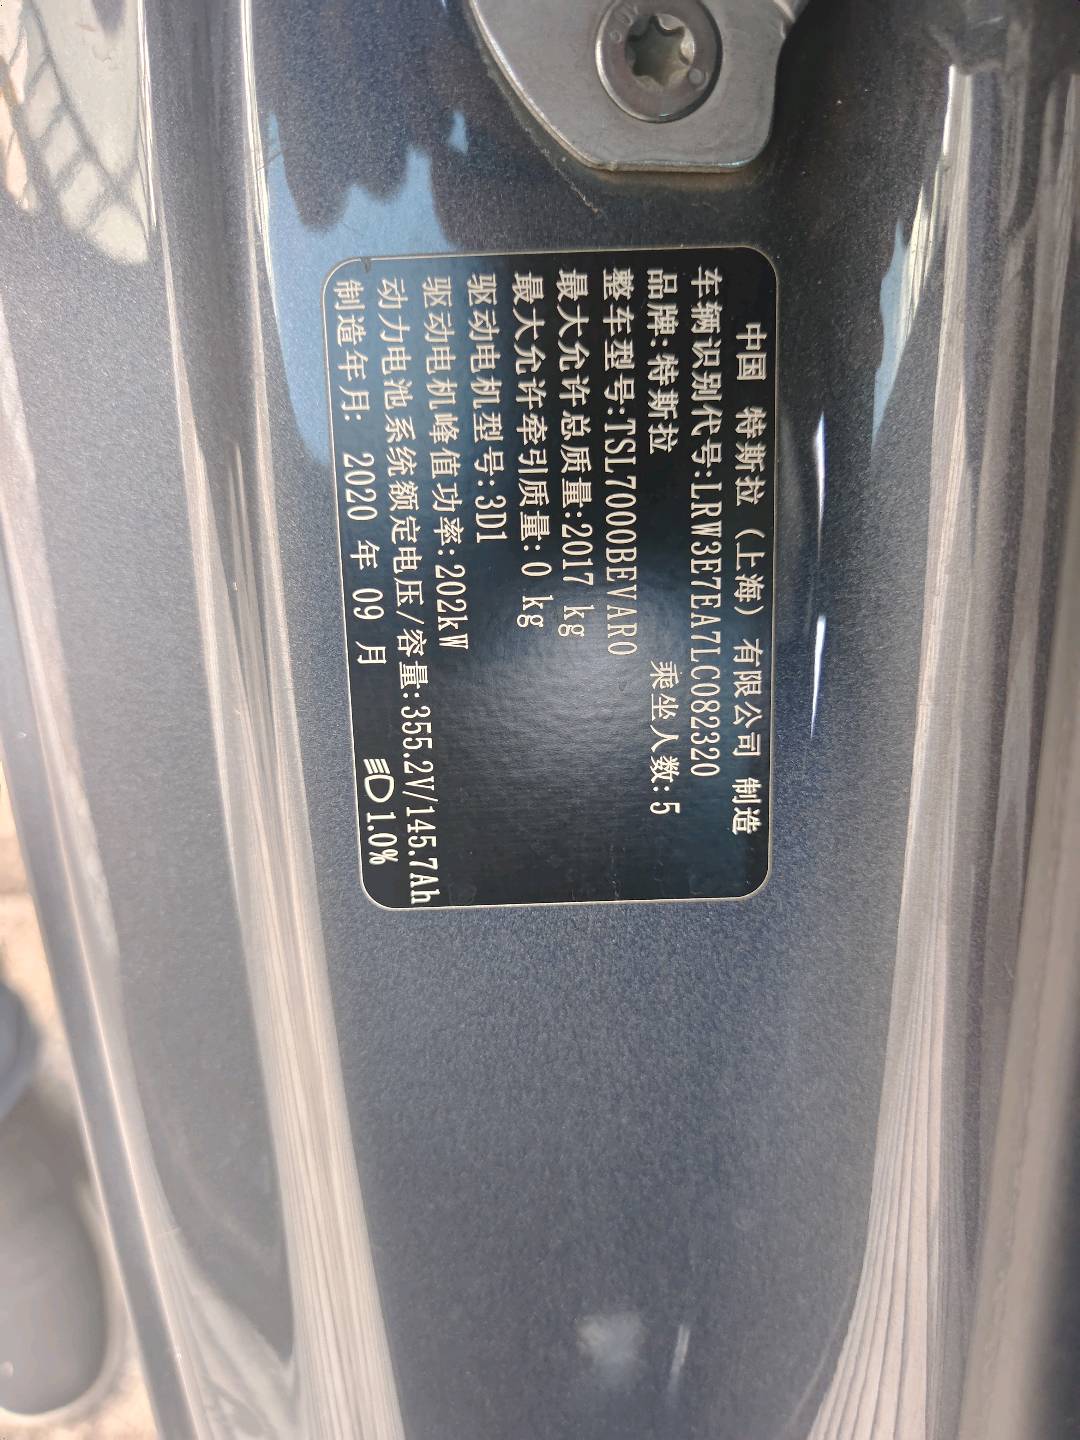 中国 特斯拉（上海）有限公司 制造
车辆识别代号:LRW3E7EA7LC082320
品牌:特斯拉 乘坐人数:5
整车型号:TSL7000BEVAR0
最大允许总质量:2017 kg
最大允许牵引质量:0 kg
驱动电机型号:3D1
驱动电机峰值功率:202kW
动力电池系统额定电压/容量:355.2V/145.7Ah
制造年月: 2020 年 09 月 1.0%